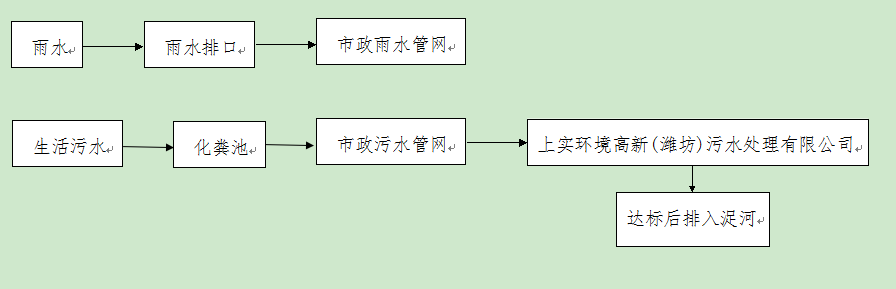 雨水
雨水排口
市政雨水管网
生活污水
化粪池
市政污水管网
上实环境高新(潍坊)污水处理有限公司
达标后排入浞河